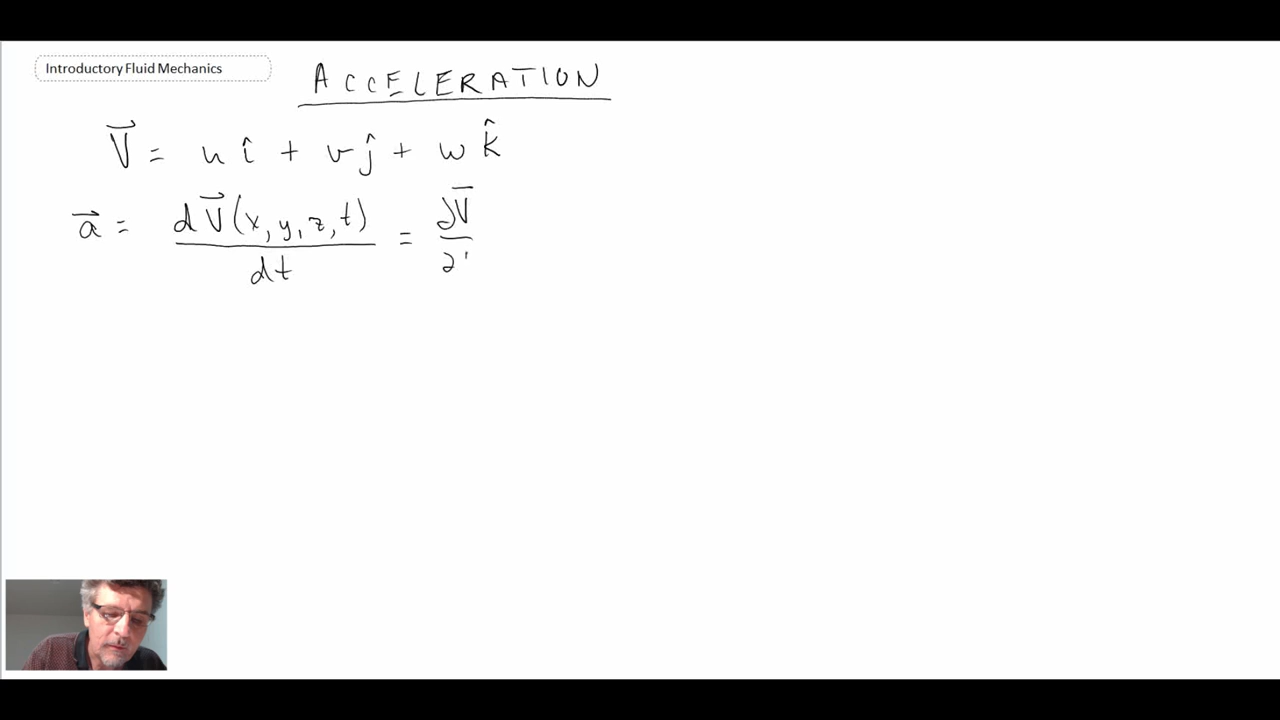 Introductory Fluid Mechanics
ACCELERATION
V⃗ = u î + v ĵ + w k̂
a⃗ = dV⃗(x, y, z, t) / dt = ∂V̅ / ∂